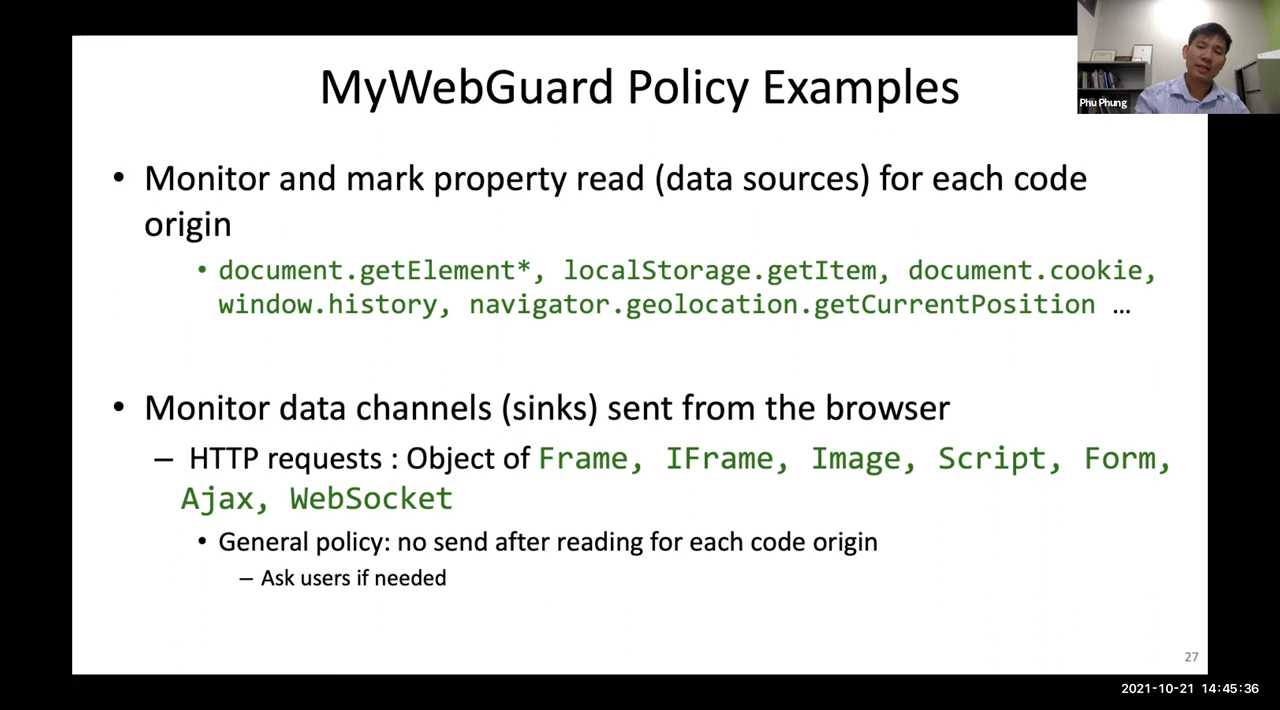 MyWebGuard Policy Examples
Phu Phung
• Monitor and mark property read (data sources) for each code
origin
• document.getElement*, localStorage.getItem, document.cookie,
window.history, navigator.geolocation.getCurrentPosition …
• Monitor data channels (sinks) sent from the browser
– HTTP requests : Object of Frame, IFrame, Image, Script, Form,
Ajax, WebSocket
• General policy: no send after reading for each code origin
– Ask users if needed
27
2021-10-21 14:45:36